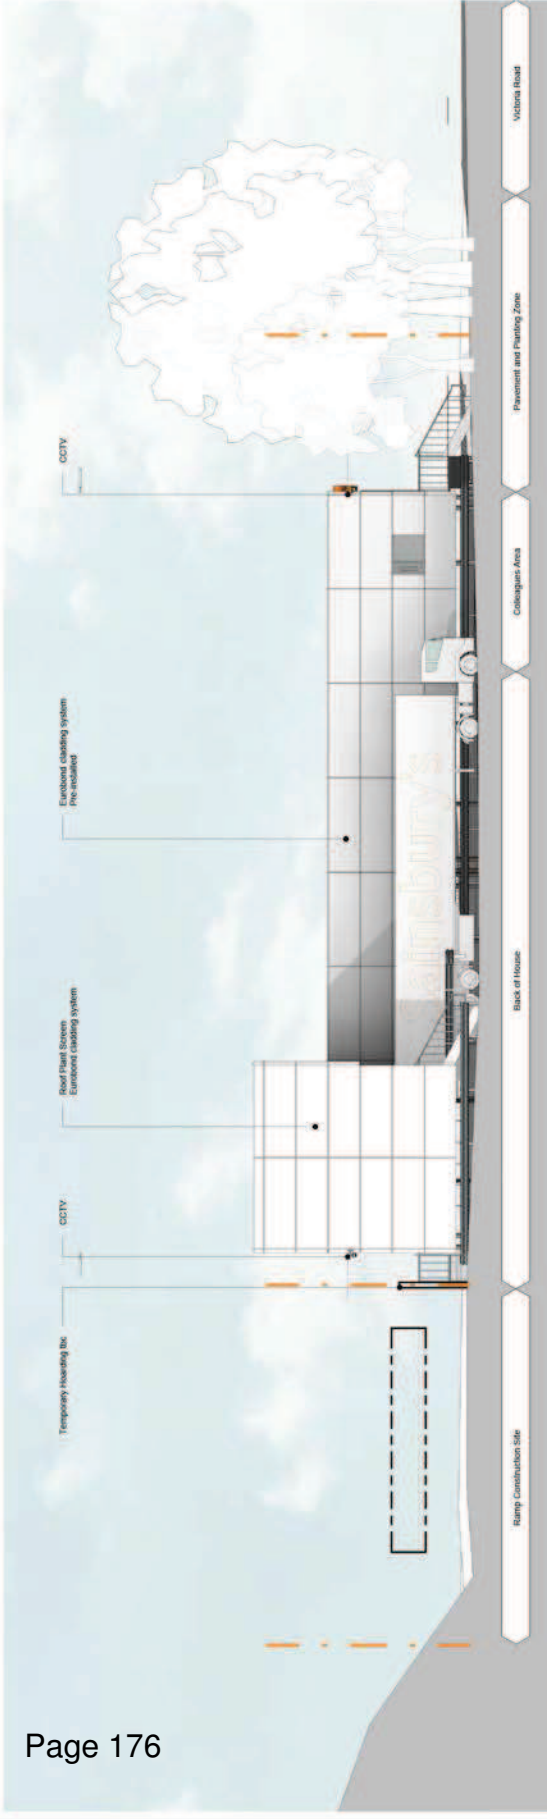 Temporary Hoarding tbc
CCTV
Roof Plant Screen
Eurobond cladding system
Eurobond cladding system
Pre-installed
CCTV
ainsbury's
Ramp Construction Site
Back of House
Colleagues Area
Pavement and Planting Zone
Victoria Road
Page 176